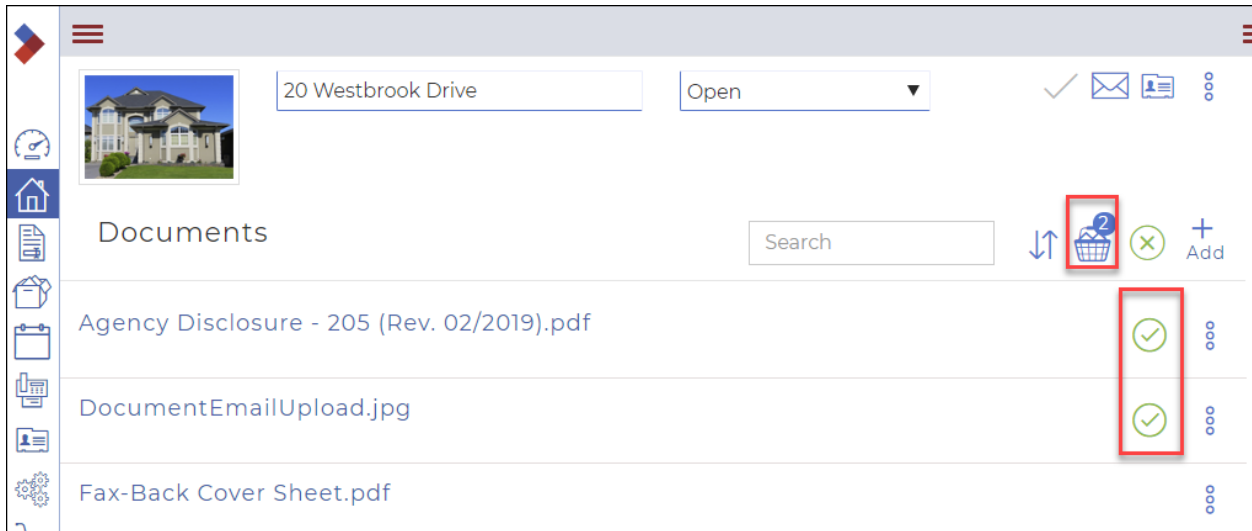 20 Westbrook Drive
Open
Documents
Search
2
Add
Agency Disclosure - 205 (Rev. 02/2019).pdf
DocumentEmailUpload.jpg
Fax-Back Cover Sheet.pdf